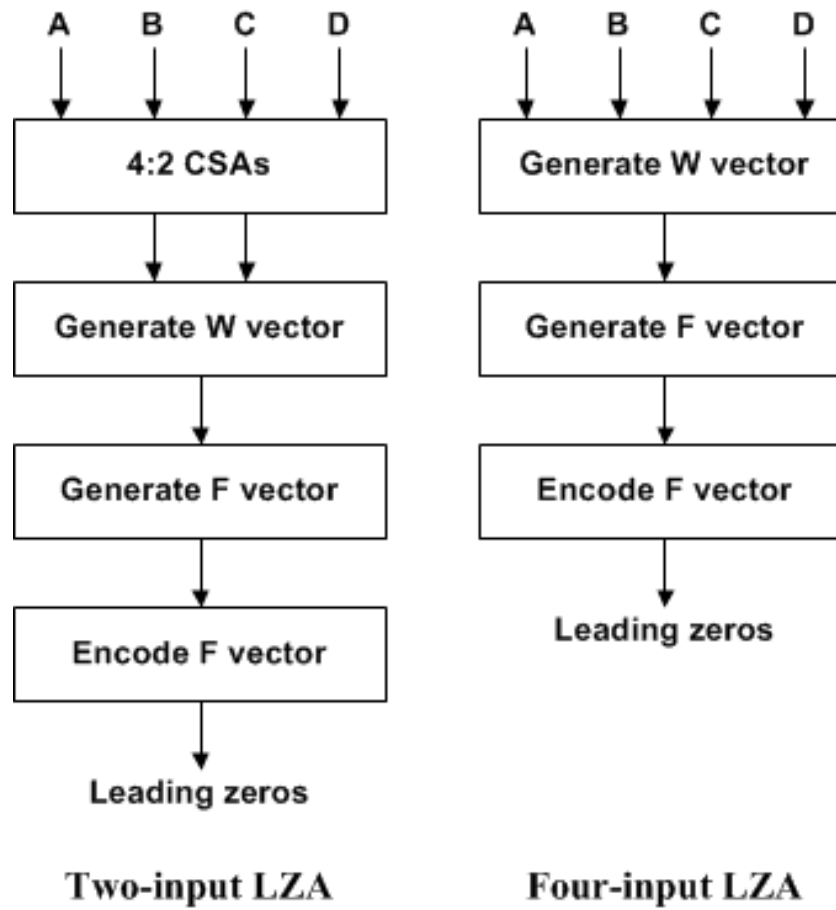 A B C D
4:2 CSAs
Generate W vector
Generate F vector
Encode F vector
Leading zeros
Two-input LZA
A B C D
Generate W vector
Generate F vector
Encode F vector
Leading zeros
Four-input LZA